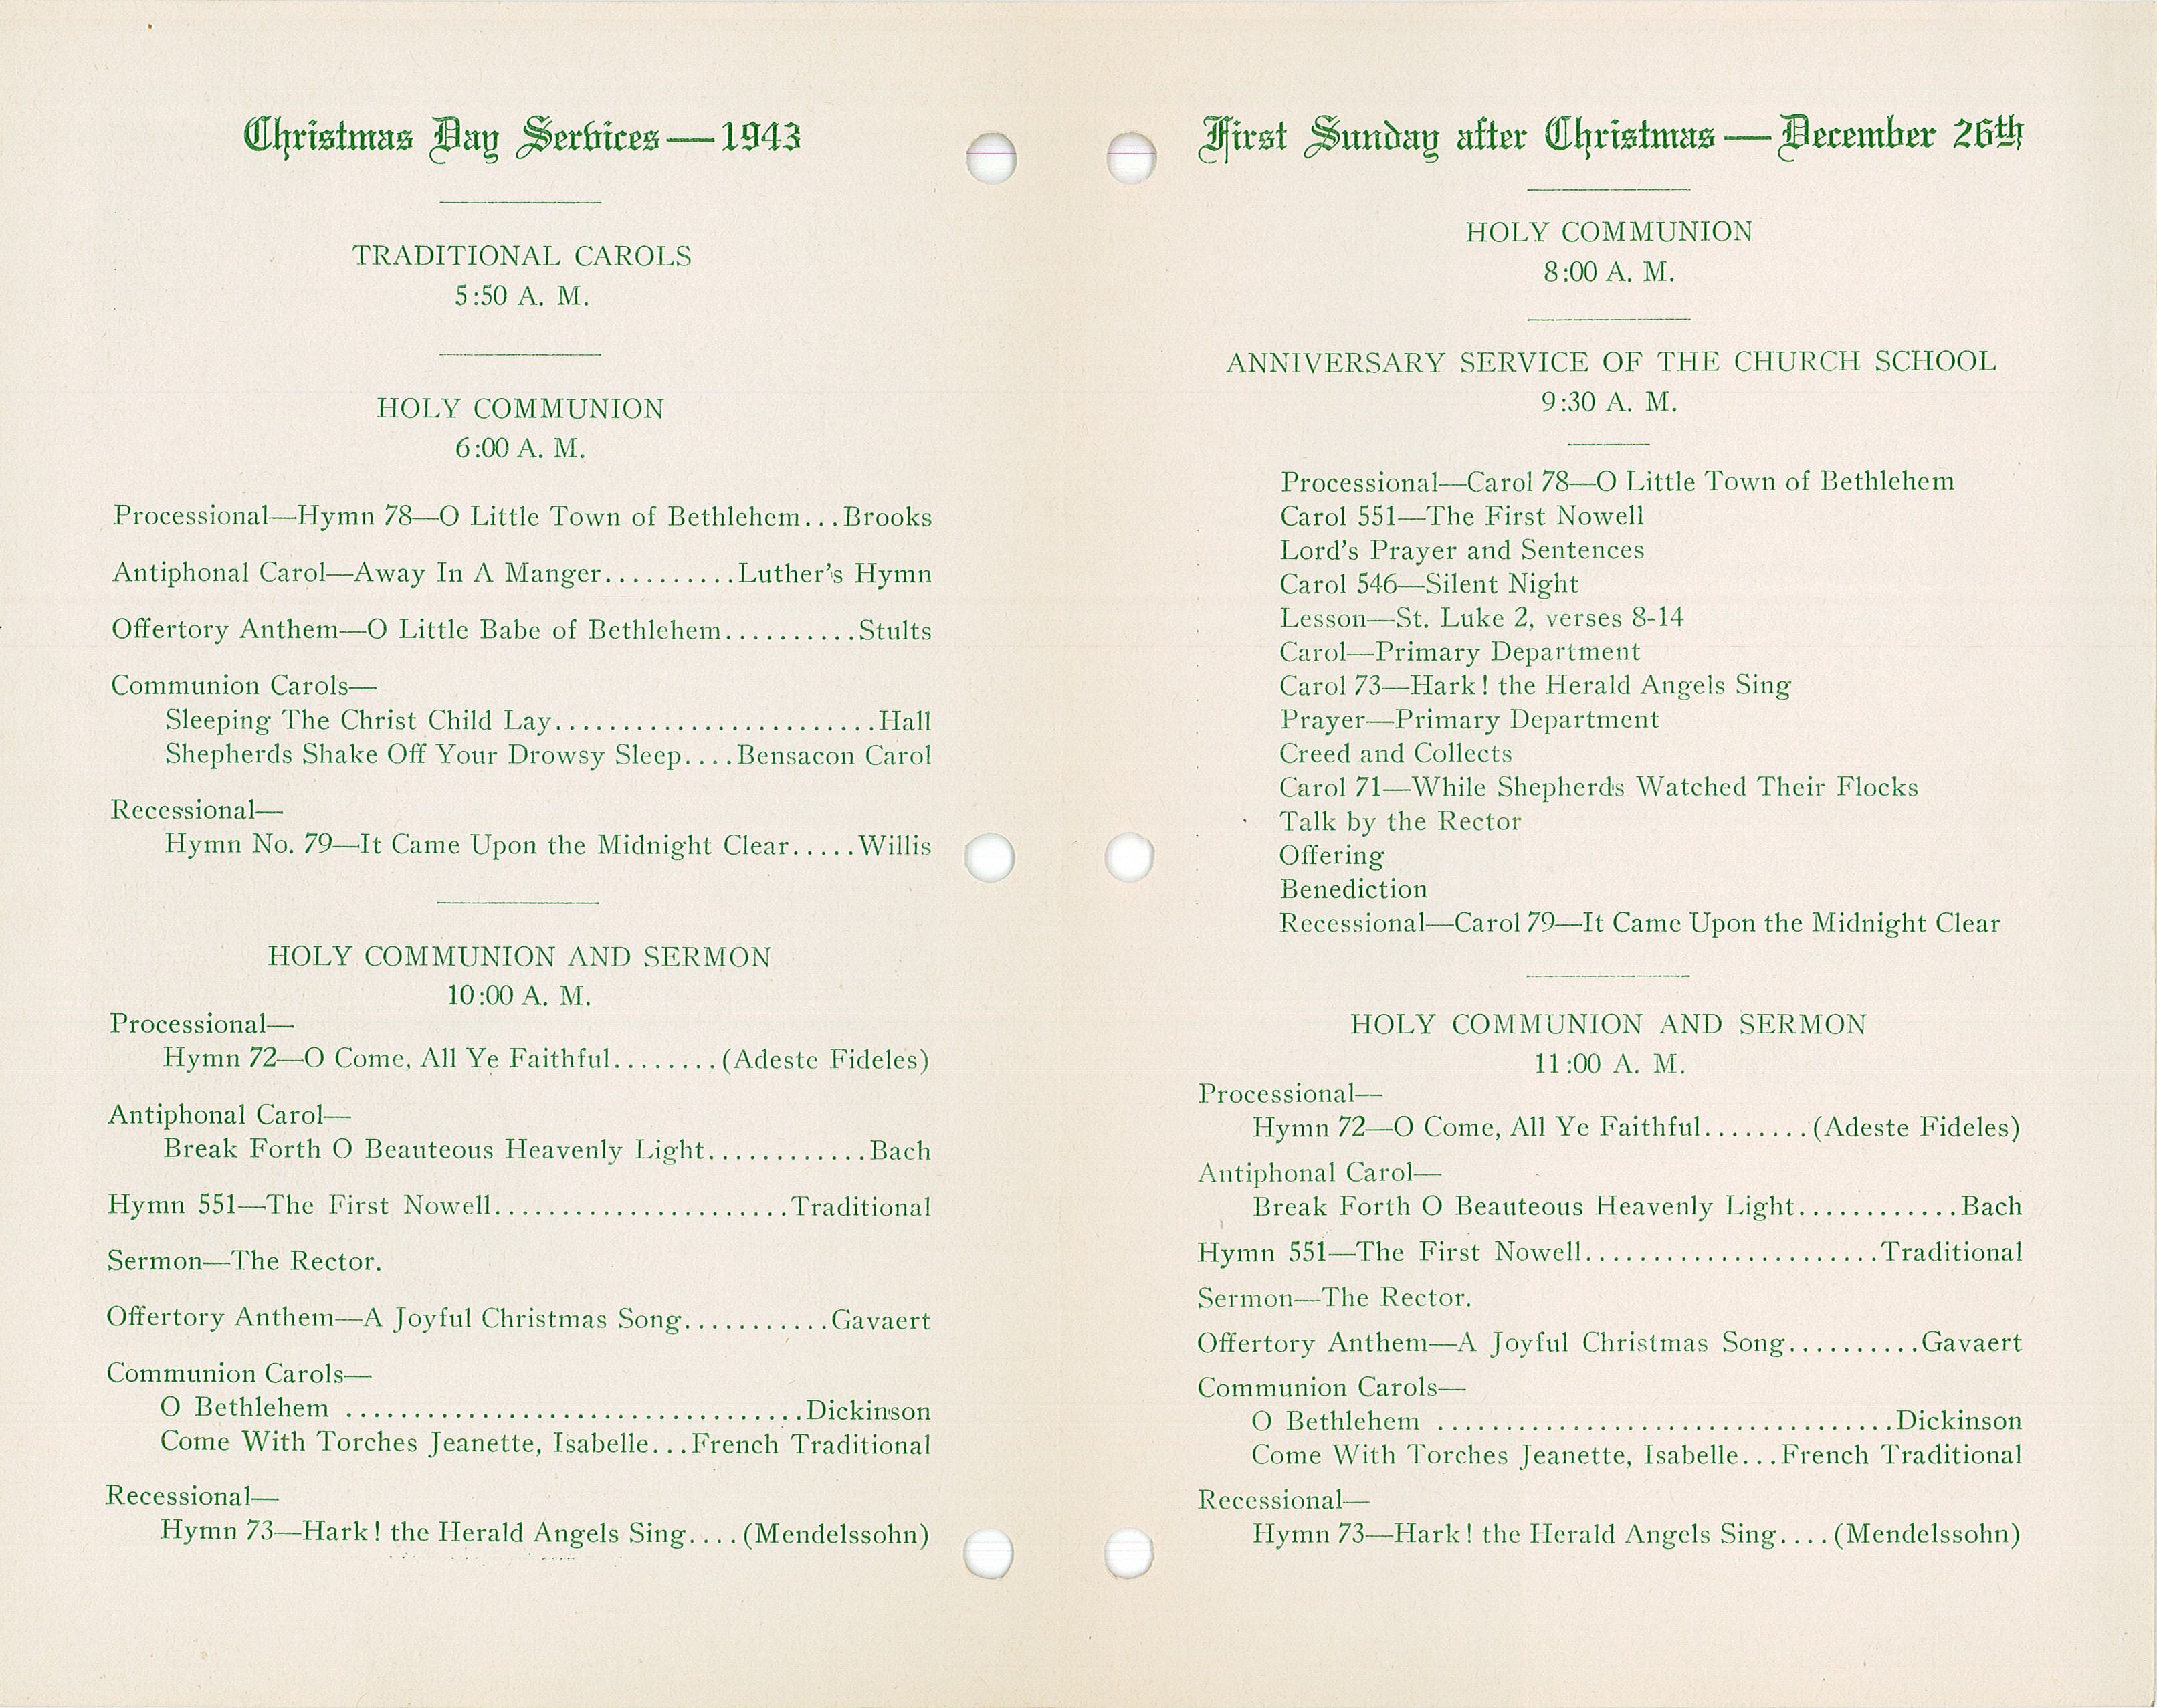 Christmas Day Services—1943
TRADITIONAL CAROLS
5:50 A. M.
HOLY COMMUNION
6:00 A. M.
Processional—Hymn 78—O Little Town of Bethlehem...Brooks
Antiphonal Carol—Away In A Manger..........Luther's Hymn
Offertory Anthem—O Little Babe of Bethlehem..........Stults
Communion Carols—
Sleeping The Christ Child Lay........................Hall
Shepherds Shake Off Your Drowsy Sleep....Bensacon Carol
Recessional—
Hymn No. 79—It Came Upon the Midnight Clear.....Willis
HOLY COMMUNION AND SERMON
10:00 A. M.
Processional—
Hymn 72—O Come, All Ye Faithful........(Adeste Fideles)
Antiphonal Carol—
Break Forth O Beauteous Heavenly Light............Bach
Hymn 551—The First Nowell......................Traditional
Sermon—The Rector.
Offertory Anthem—A Joyful Christmas Song...........Gavaert
Communion Carols—
O Bethlehem ..................................Dickinson
Come With Torches Jeanette, Isabelle...French Traditional
Recessional—
Hymn 73—Hark! the Herald Angels Sing....(Mendelssohn)
First Sunday after Christmas—December 26th
HOLY COMMUNION
8:00 A. M.
ANNIVERSARY SERVICE OF THE CHURCH SCHOOL
9:30 A. M.
Processional—Carol 78—O Little Town of Bethlehem
Carol 551—The First Nowell
Lord's Prayer and Sentences
Carol 546—Silent Night
Lesson—St. Luke 2, verses 8-14
Carol—Primary Department
Carol 73—Hark! the Herald Angels Sing
Prayer—Primary Department
Creed and Collects
Carol 71—While Shepherds Watched Their Flocks
Talk by the Rector
Offering
Benediction
Recessional—Carol 79—It Came Upon the Midnight Clear
HOLY COMMUNION AND SERMON
11:00 A. M.
Processional—
Hymn 72—O Come, All Ye Faithful........(Adeste Fideles)
Antiphonal Carol—
Break Forth O Beauteous Heavenly Light............Bach
Hymn 551—The First Nowell......................Traditional
Sermon—The Rector.
Offertory Anthem—A Joyful Christmas Song..........Gavaert
Communion Carols—
O Bethlehem ..................................Dickinson
Come With Torches Jeanette, Isabelle...French Traditional
Recessional—
Hymn 73—Hark! the Herald Angels Sing....(Mendelssohn)